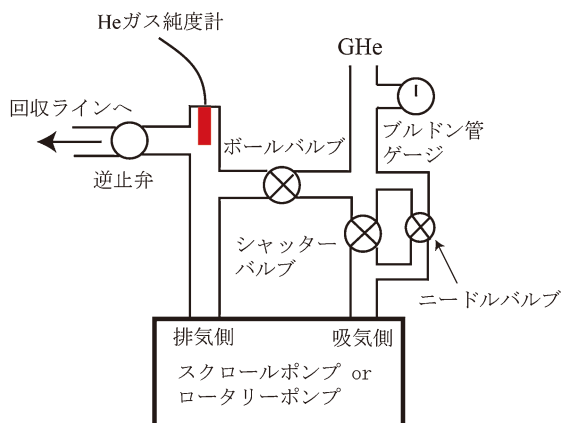 Heガス純度計
GHe
回収ラインへ
ブルドン管
ゲージ
ボールバルブ
逆止弁
シャッター
バルブ
ニードルバルブ
排気側
吸気側
スクロールポンプ or
ロータリーポンプ